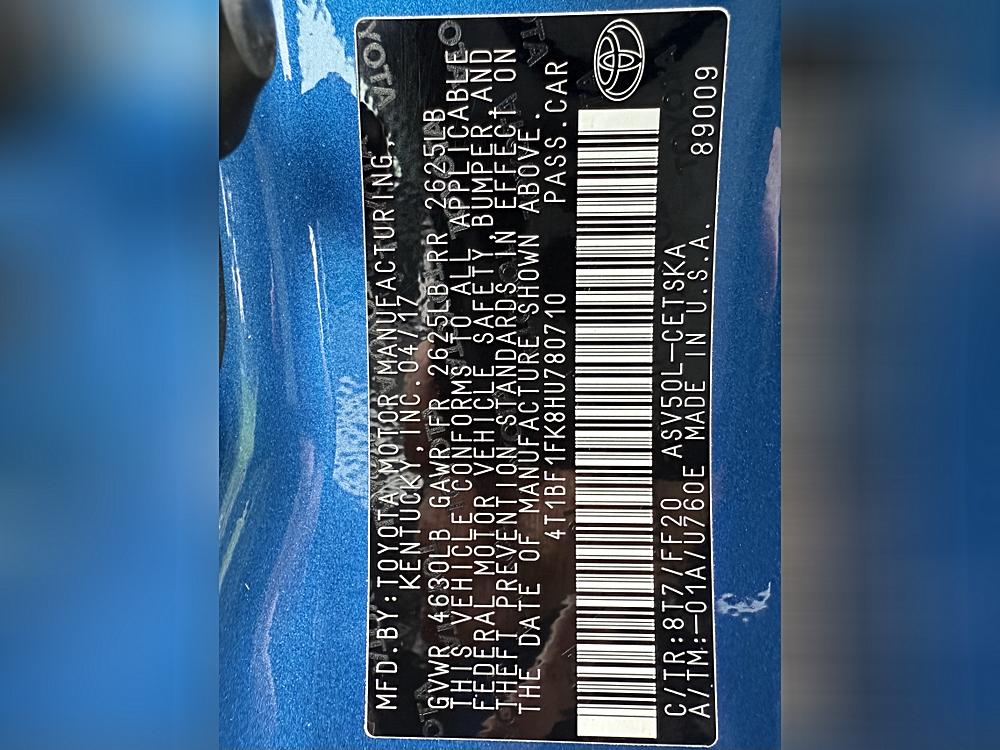 MFD.BY:TOYOTA MOTOR MANUFACTURING
KENTUCKY,INC.04/17
GVWR 4630LB GAWR FR 2625LB RR 2625LB
THIS VEHICLE CONFORMS TO ALL APPLICABLE
FEDERAL MOTOR VEHICLE SAFETY,BUMPER,AND
THEFT PREVENTION STANDARDS IN EFFECT ON
THE DATE OF MANUFACTURE SHOWN ABOVE.
4T1BF1FK8HU780710 PASS.CAR
C/TR:8T7/FF20 ASV50L-CETSKA
A/TM:-01A/U760E MADE IN U.S.A. 89009